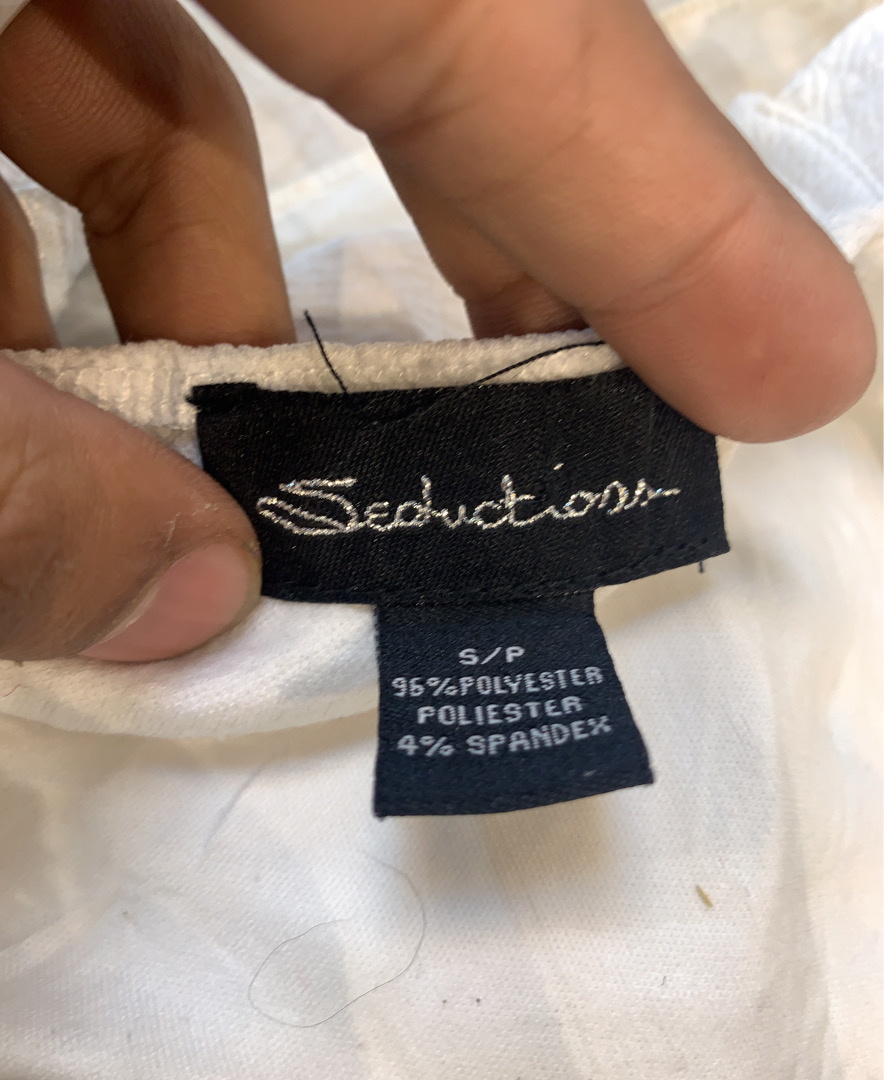 Seductions
S/P
96%POLYESTER
POLIESTER
4% SPANDEX